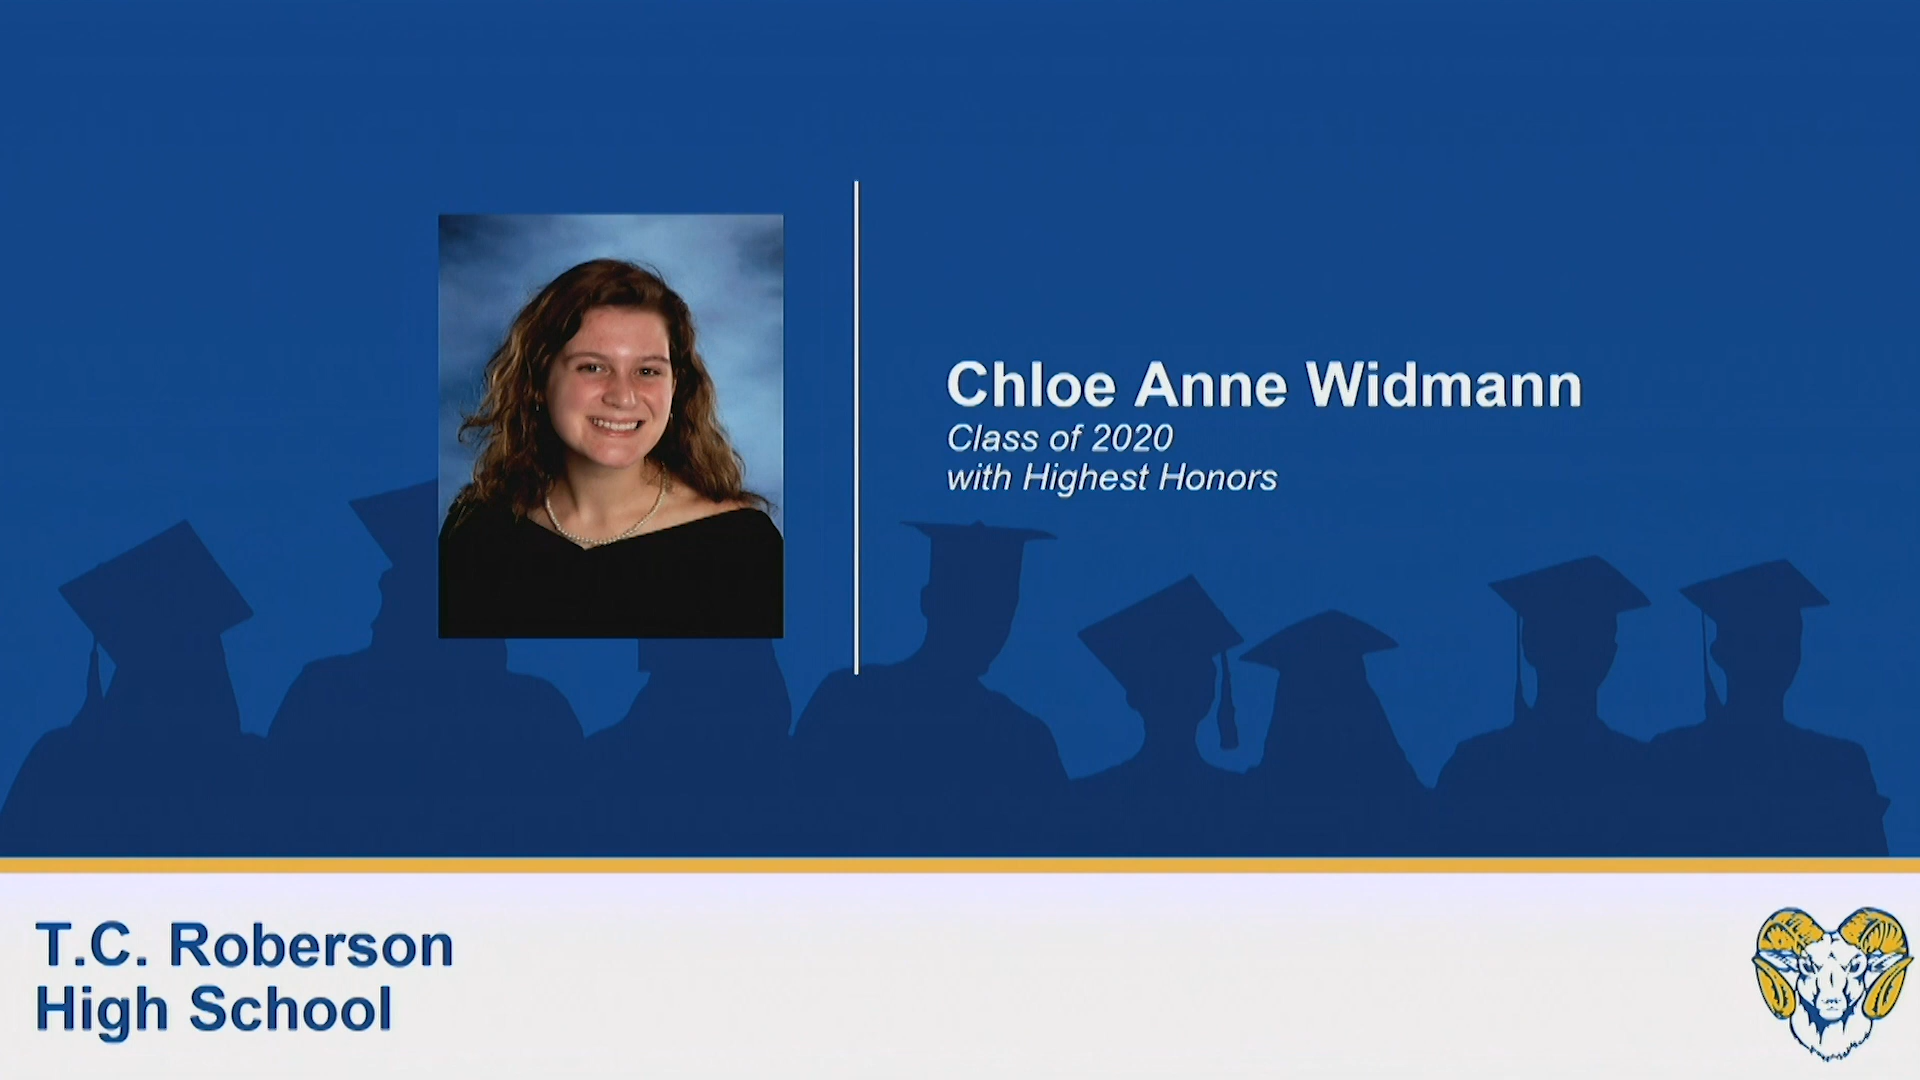 Chloe Anne Widmann
Class of 2020
with Highest Honors
T.C. Roberson
High School